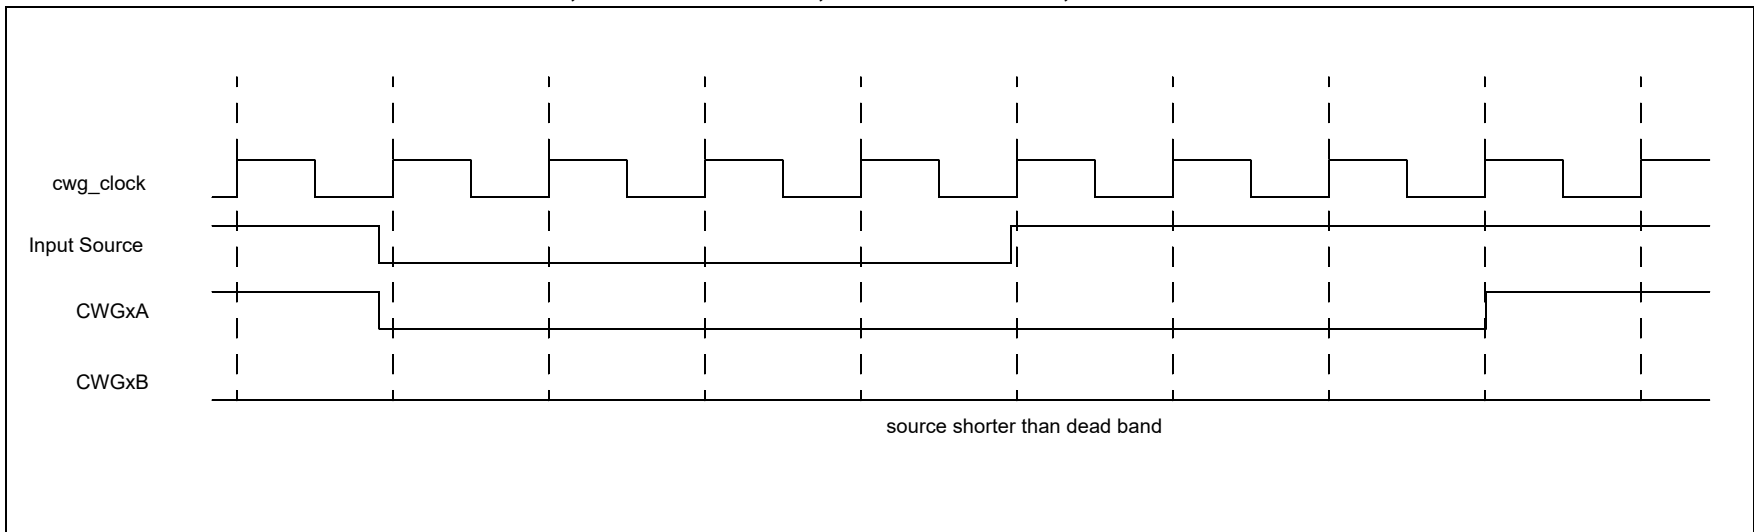 cwg_clock
Input Source
CWGxA
CWGxB
source shorter than dead band